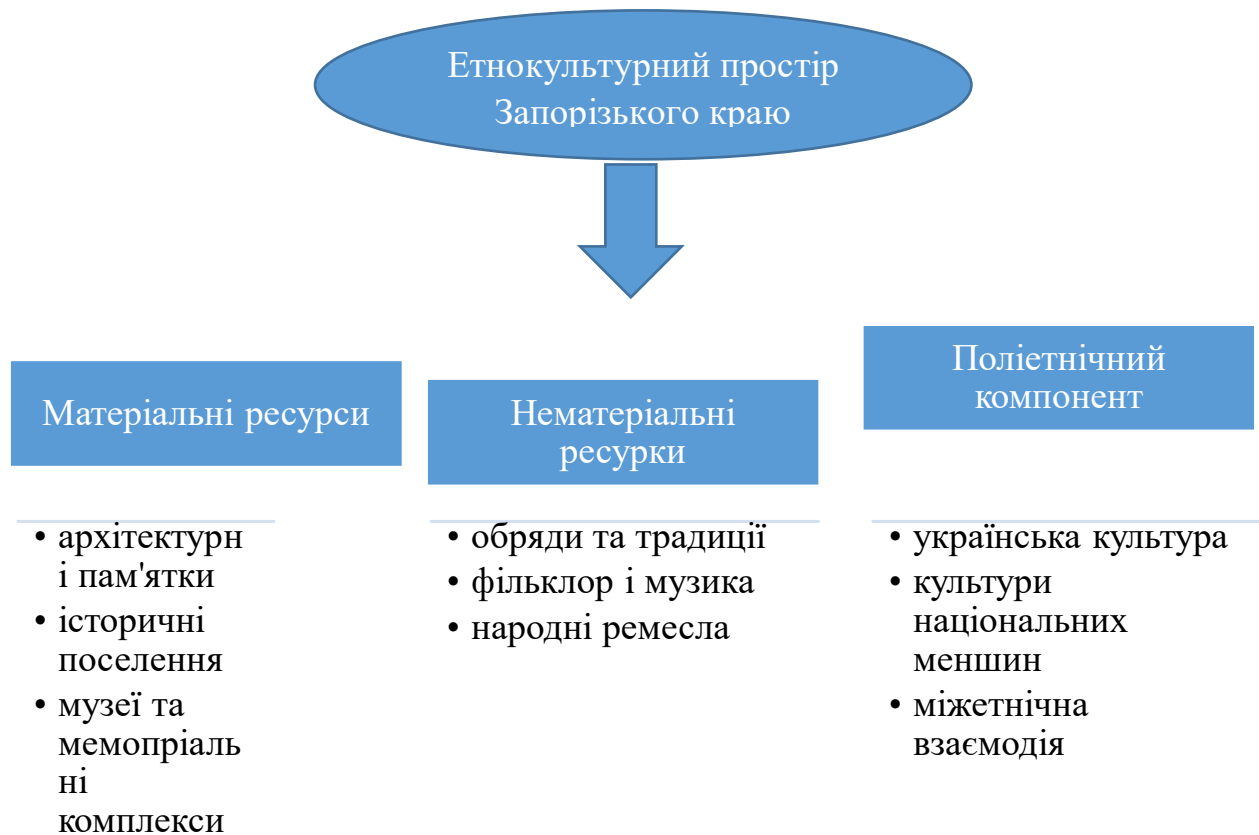 Етнокультурний простір
Запорізького краю
Матеріальні ресурси
архітектурн
і пам'ятки
історичні
поселення
музеї та
мемопріаль
ні
комплекси
Нематеріальні
ресурки
обряди та традиції
фільклор і музика
народні ремесла
Поліетнічний
компонент
українська культура
культури
національних
меншин
міжетнічна
взаємодія